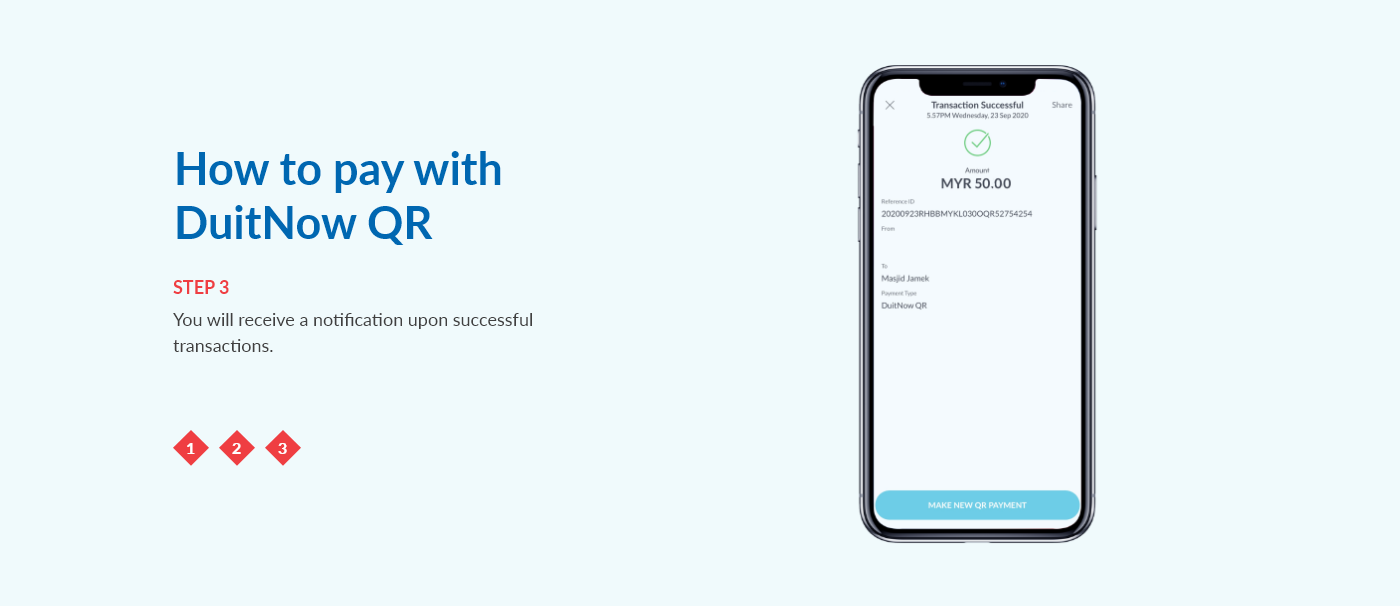 How to pay with
DuitNow QR
STEP 3
You will receive a notification upon successful
transactions.
1 2 3
Transaction Successful
Share
5.57PM Wednesday, 23 Sep 2020
Amount
MYR 50.00
Reference ID
20200923RHBBMYKL030OQR52754254
From
To
Masjid Jamek
Payment Type
DuitNow QR
MAKE NEW QR PAYMENT